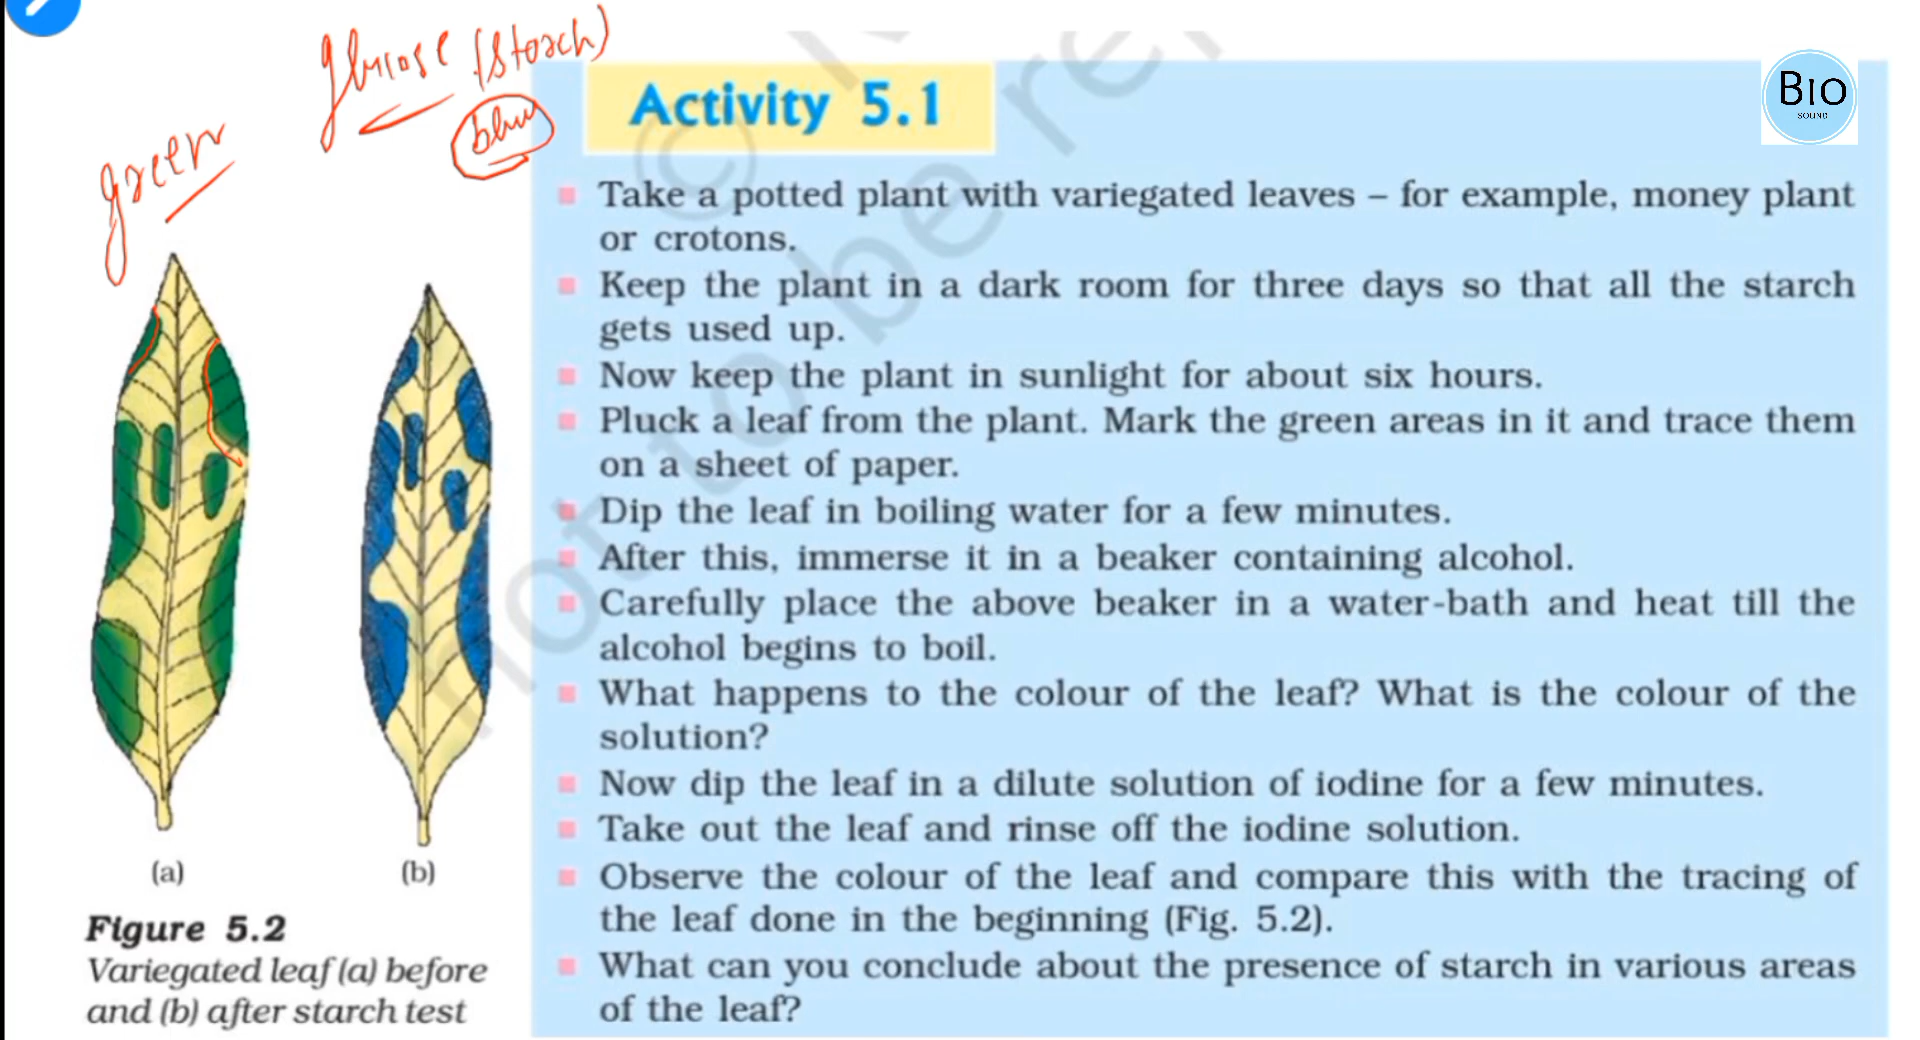 glucose (starch)
blue
green
BIO
SOUND
Activity 5.1
Take a potted plant with variegated leaves – for example, money plant
or crotons.
Keep the plant in a dark room for three days so that all the starch
gets used up.
Now keep the plant in sunlight for about six hours.
Pluck a leaf from the plant. Mark the green areas in it and trace them
on a sheet of paper.
Dip the leaf in boiling water for a few minutes.
After this, immerse it in a beaker containing alcohol.
Carefully place the above beaker in a water-bath and heat till the
alcohol begins to boil.
What happens to the colour of the leaf? What is the colour of the
solution?
Now dip the leaf in a dilute solution of iodine for a few minutes.
Take out the leaf and rinse off the iodine solution.
Observe the colour of the leaf and compare this with the tracing of
the leaf done in the beginning (Fig. 5.2).
What can you conclude about the presence of starch in various areas
of the leaf?
(a)
(b)
Figure 5.2
Variegated leaf (a) before
and (b) after starch test
©
not to be re